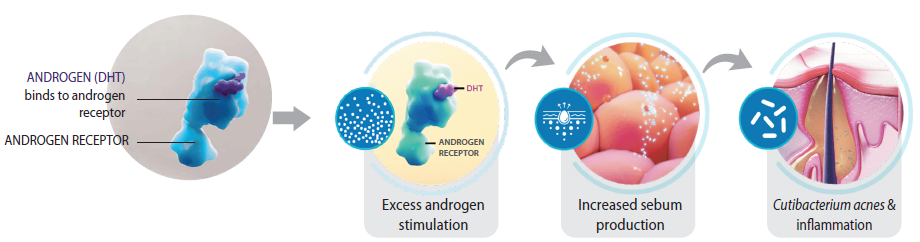 ANDROGEN (DHT)
binds to androgen
receptor
ANDROGEN RECEPTOR
DHT
ANDROGEN
RECEPTOR
Excess androgen
stimulation
Increased sebum
production
Cutibacterium acnes &
inflammation